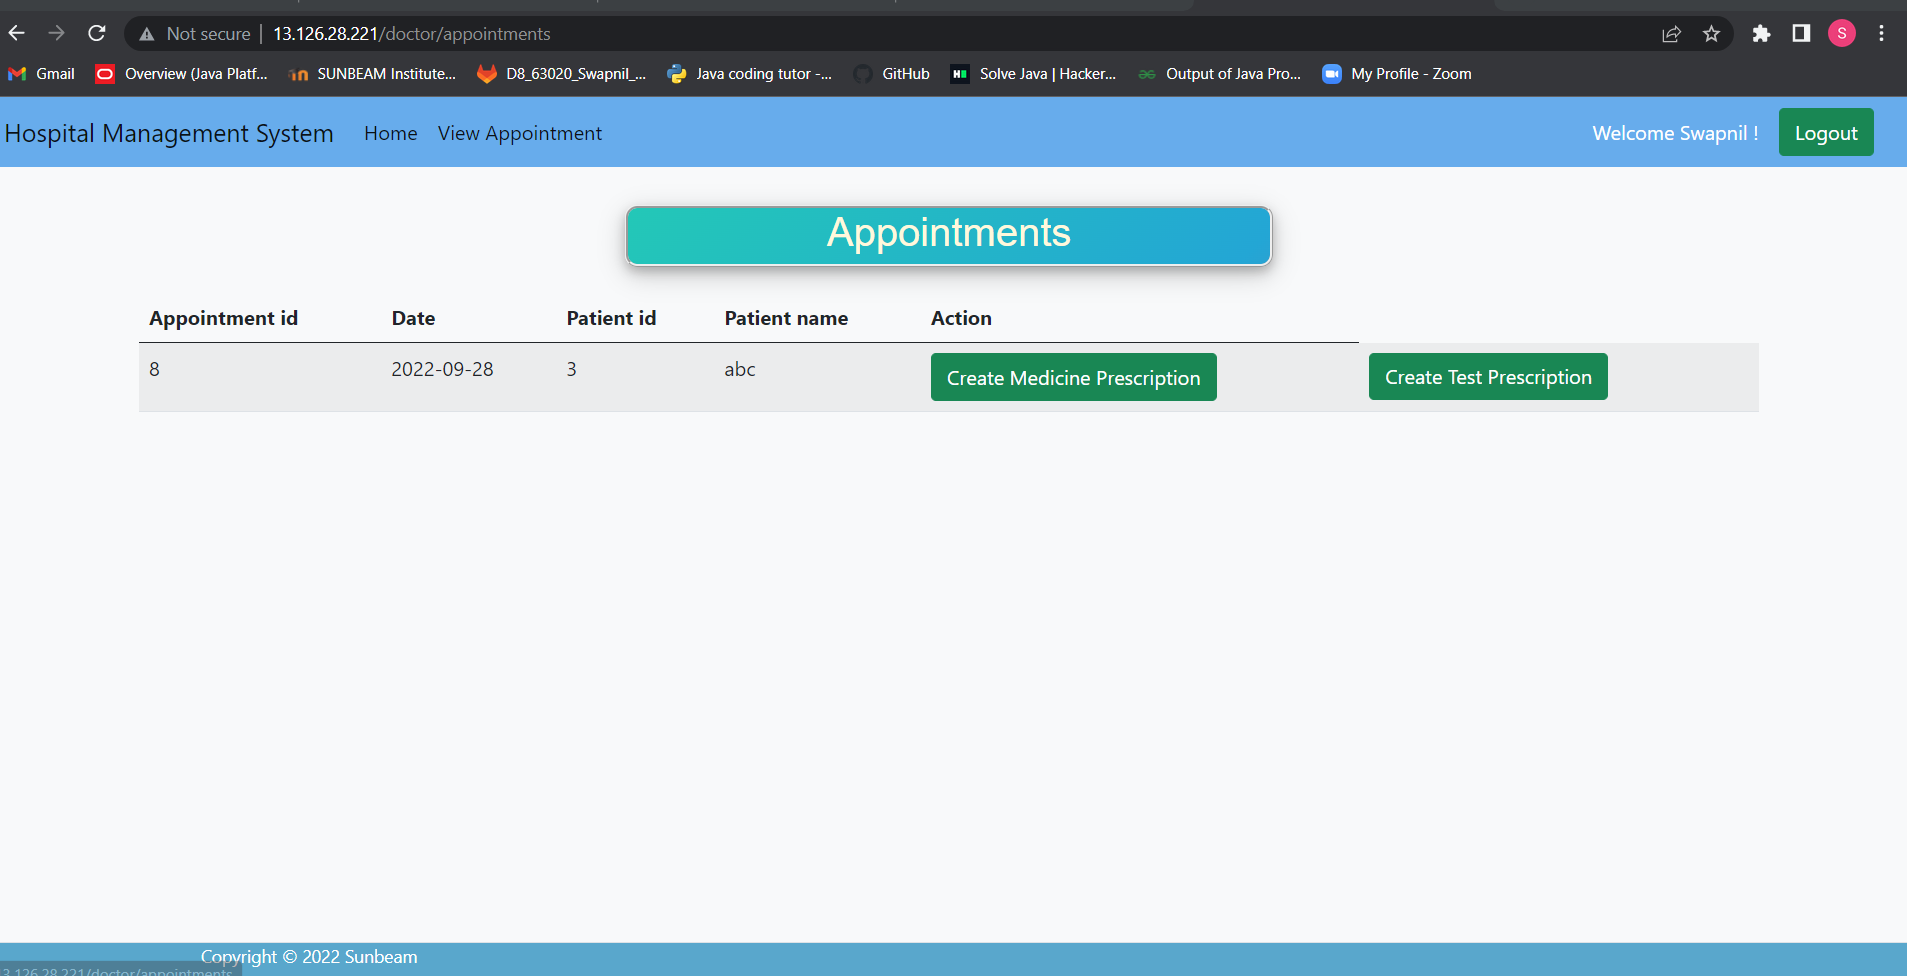 Not secure | 13.126.28.221/doctor/appointments
S
Gmail Overview (Java Platf... SUNBEAM Institute... D8_63020_Swapnil_... Java coding tutor -... GitHub Solve Java | Hacker... Output of Java Pro... My Profile - Zoom
Hospital Management System Home View Appointment Welcome Swapnil ! Logout
Appointments
Appointment id Date Patient id Patient name Action
8 2022-09-28 3 abc Create Medicine Prescription Create Test Prescription
Copyright © 2022 Sunbeam
3.126.28.221/doctor/appointments